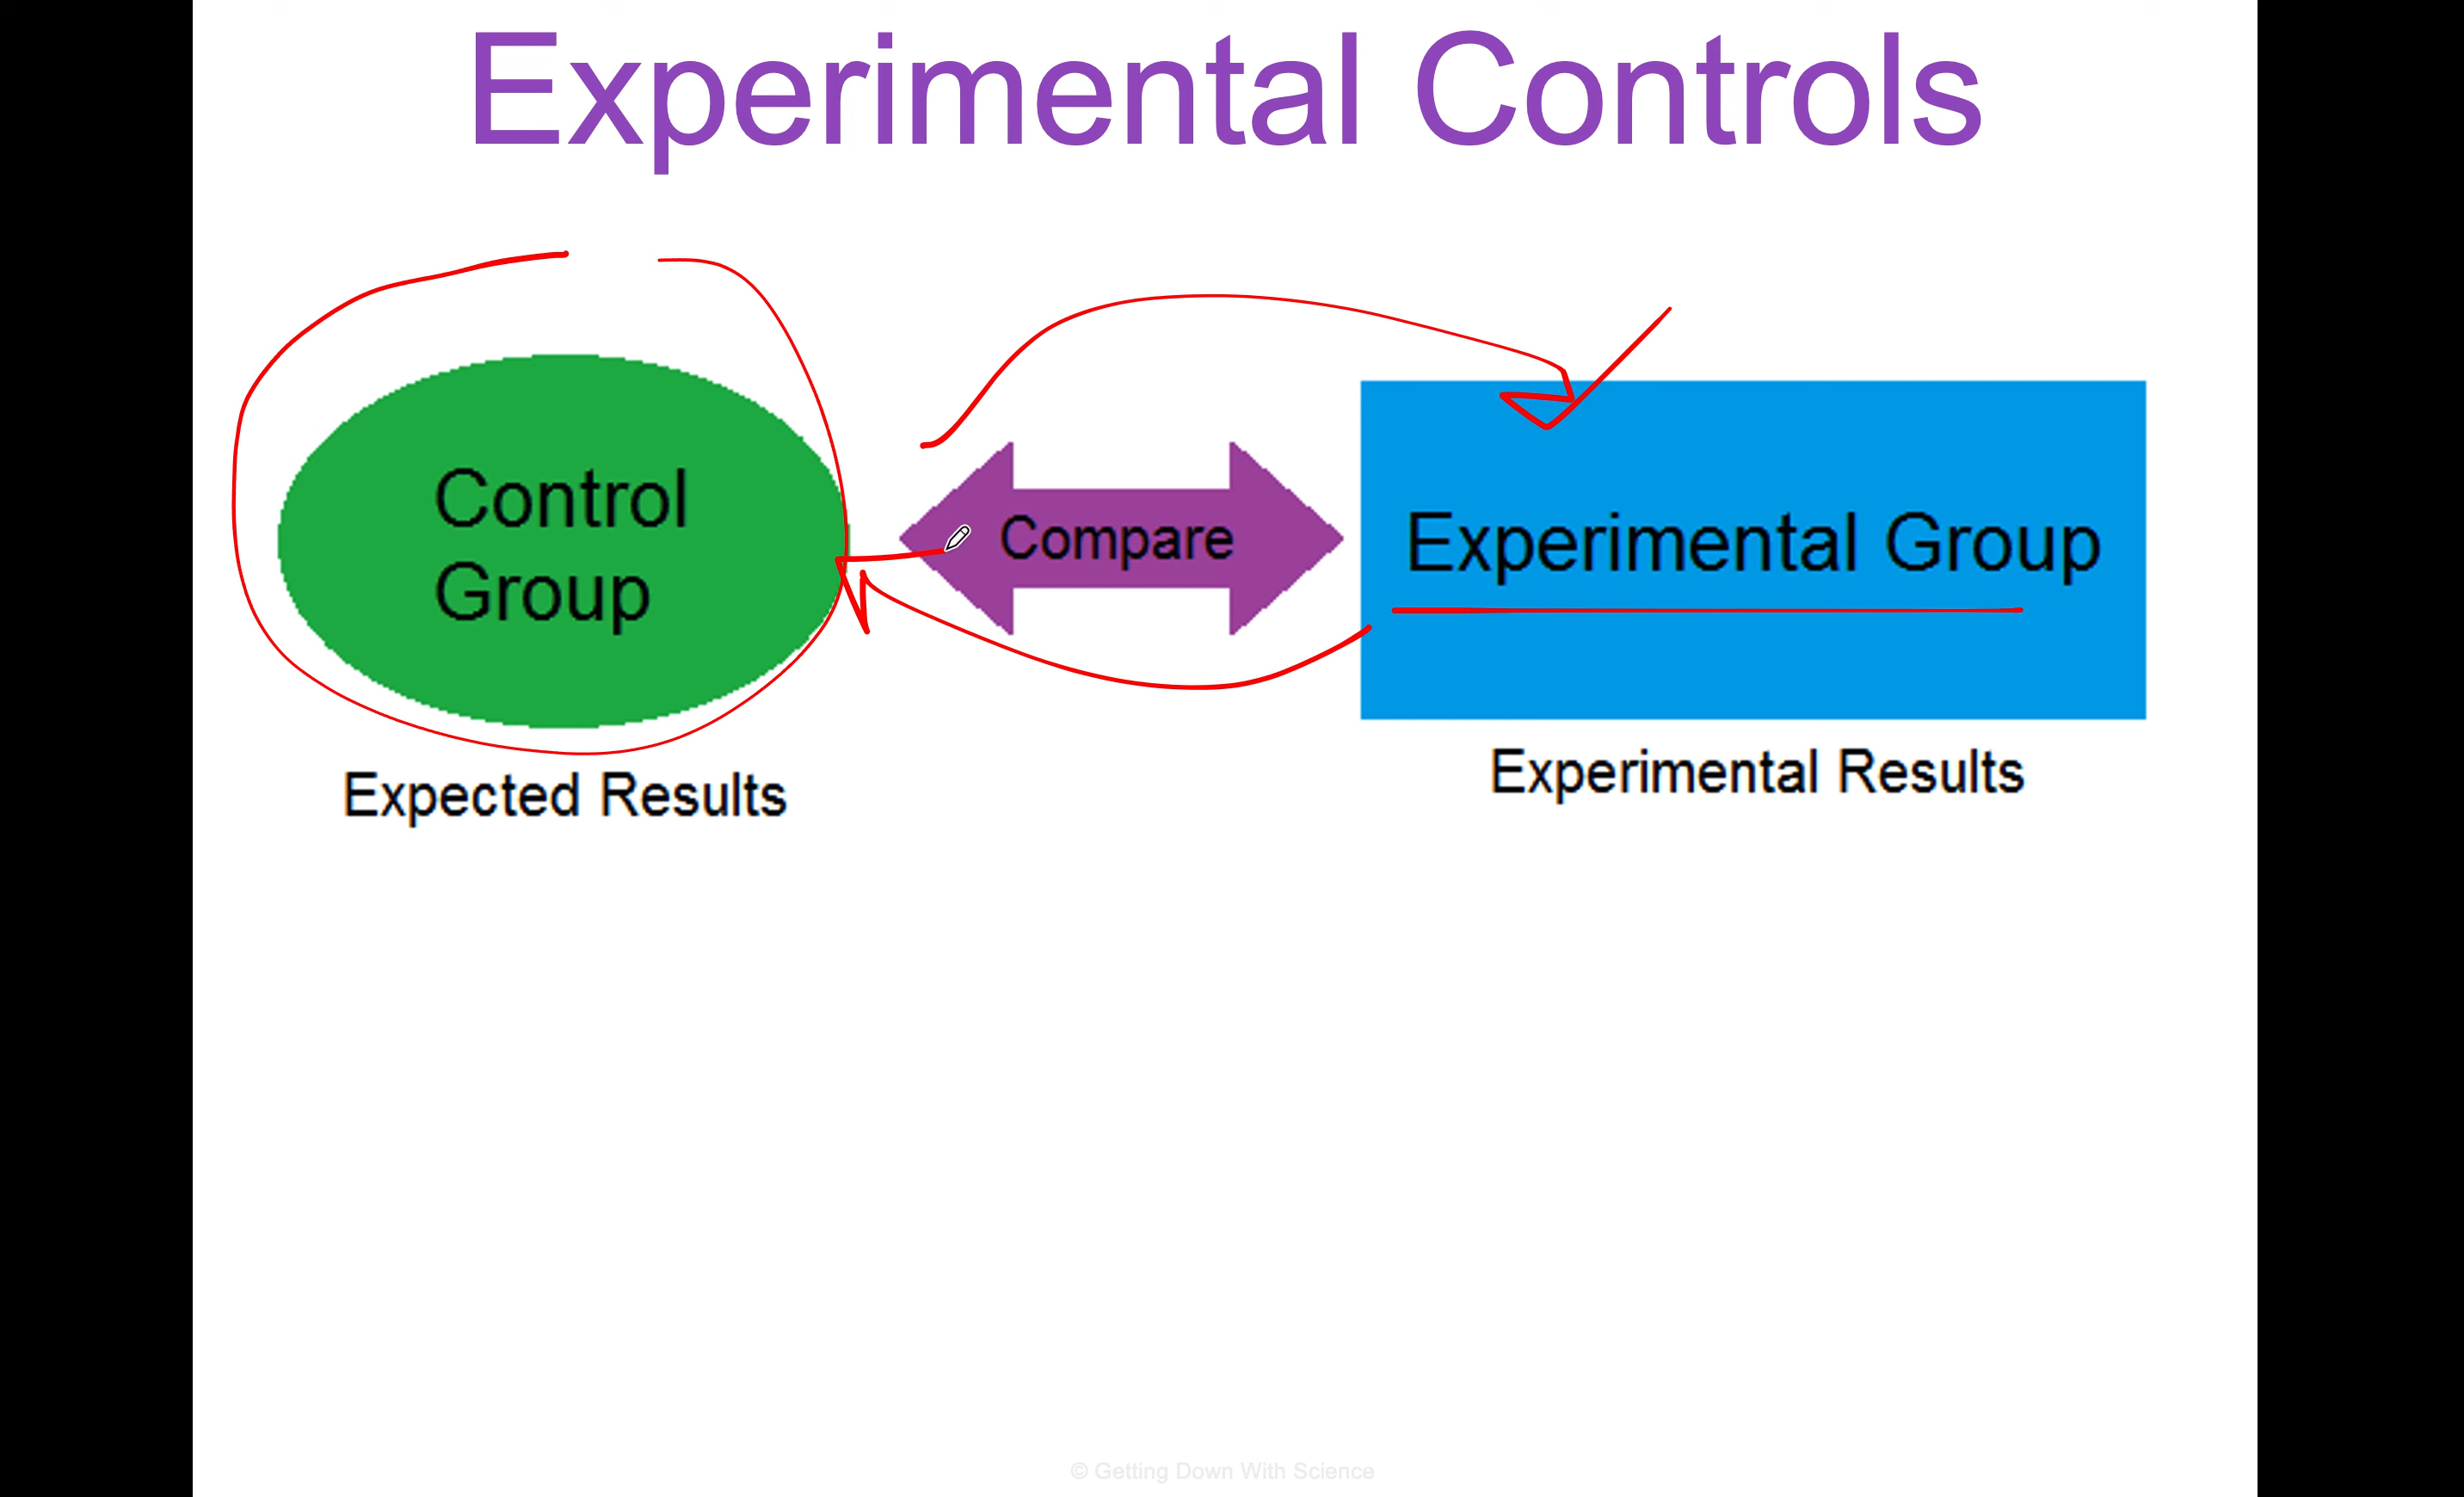 Experimental Controls
Control
Group
Compare
Experimental Group
Expected Results
Experimental Results
© Getting Down With Science